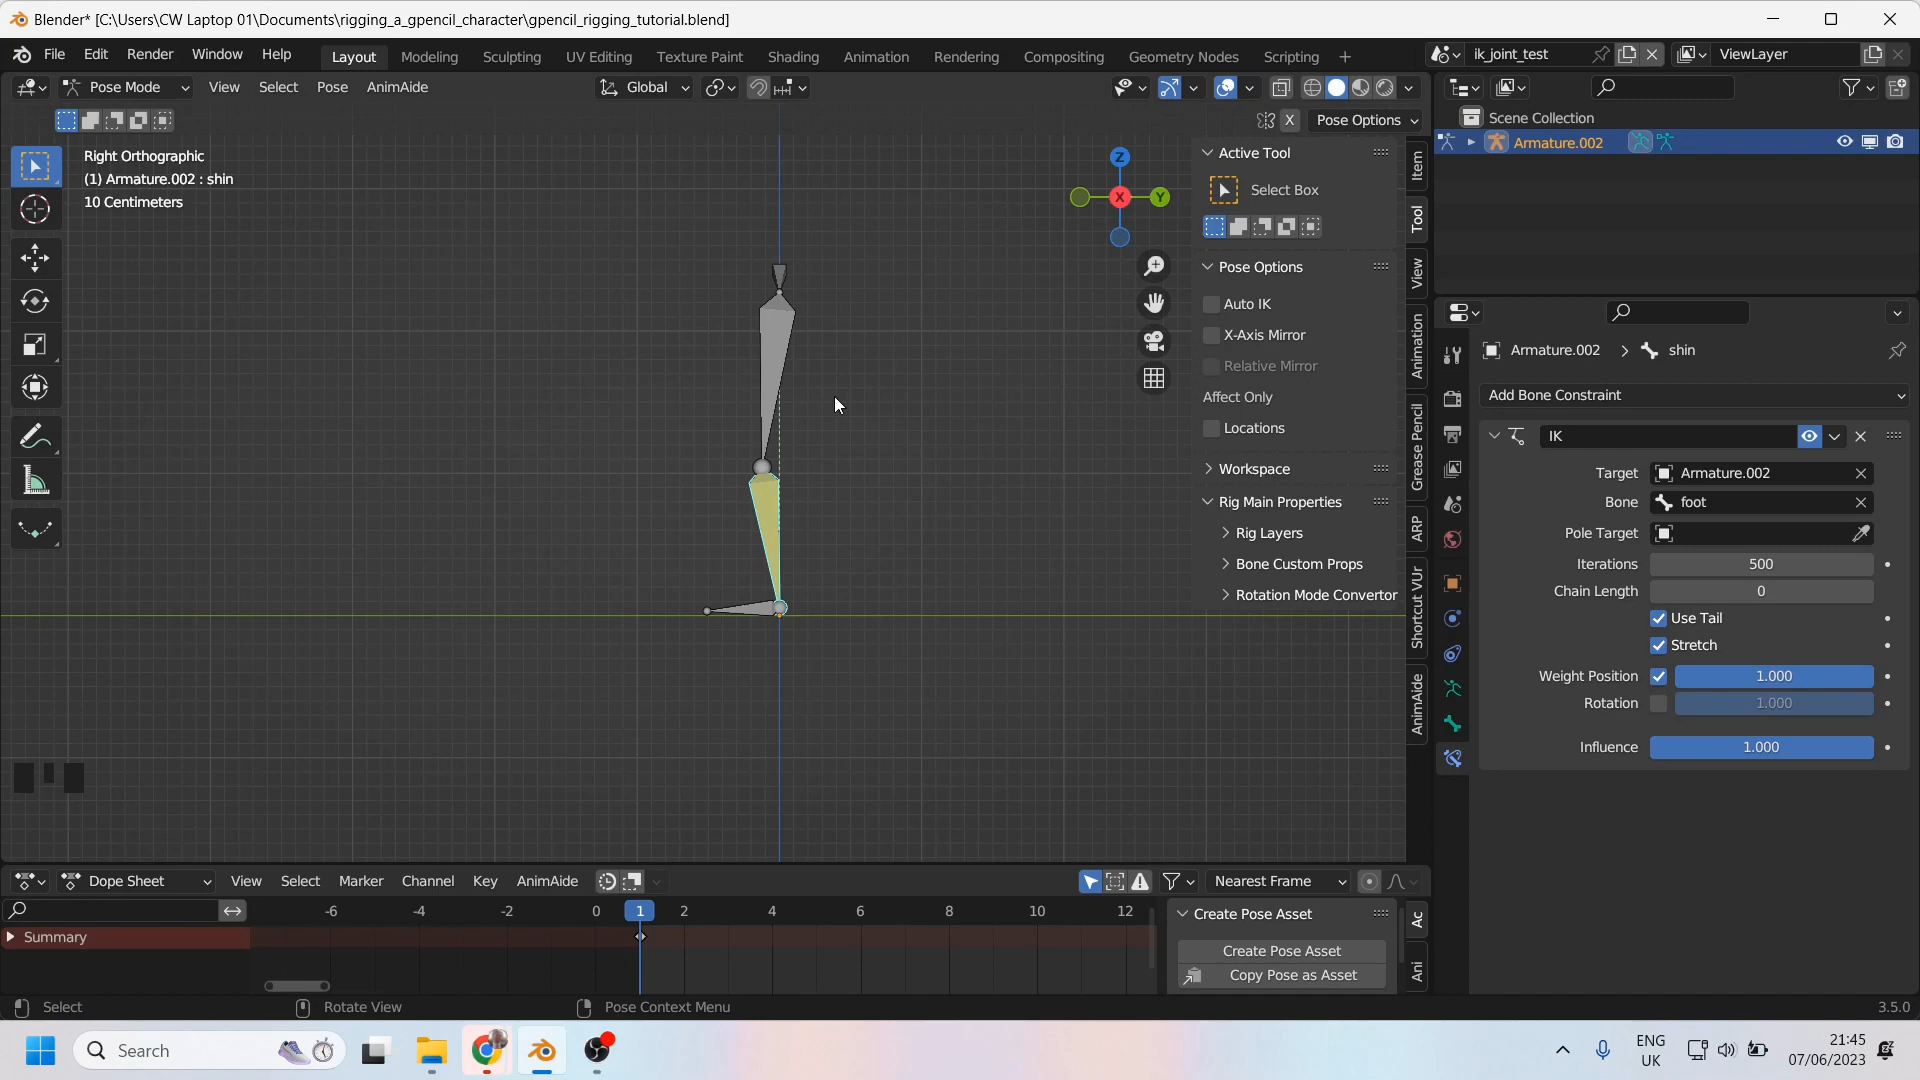 Blender* [C:\Users\CW Laptop 01\Documents\rigging_a_gpencil_character\gpencil_rigging_tutorial.blend]
File Edit Render Window Help Layout Modeling Sculpting UV Editing Texture Paint Shading Animation Rendering Compositing Geometry Nodes Scripting + ik_joint_test ViewLayer
Pose Mode View Select Pose AnimAide Global
X Pose Options
Scene Collection
Armature.002
Right Orthographic
(1) Armature.002 : shin
10 Centimeters
Z
X
Y
Active Tool
Select Box
Pose Options
Auto IK
X-Axis Mirror
Relative Mirror
Affect Only
Locations
Workspace
Rig Main Properties
Rig Layers
Bone Custom Props
Rotation Mode Convertor
Item
Tool
View
Animation
Grease Pencil
ARP
Shortcut VUr
AnimAide
Armature.002 shin
Add Bone Constraint
IK
Target Armature.002
Bone foot
Pole Target
Iterations 500
Chain Length 0
Use Tail
Stretch
Weight Position 1.000
Rotation 1.000
Influence 1.000
Dope Sheet View Select Marker Channel Key AnimAide Nearest Frame
-6 -4 -2 0 1 2 4 6 8 10 12
Summary
Create Pose Asset
Create Pose Asset
Copy Pose as Asset
Ac
Ani
Select Rotate View Pose Context Menu 3.5.0
Search
ENG
UK
21:45
07/06/2023